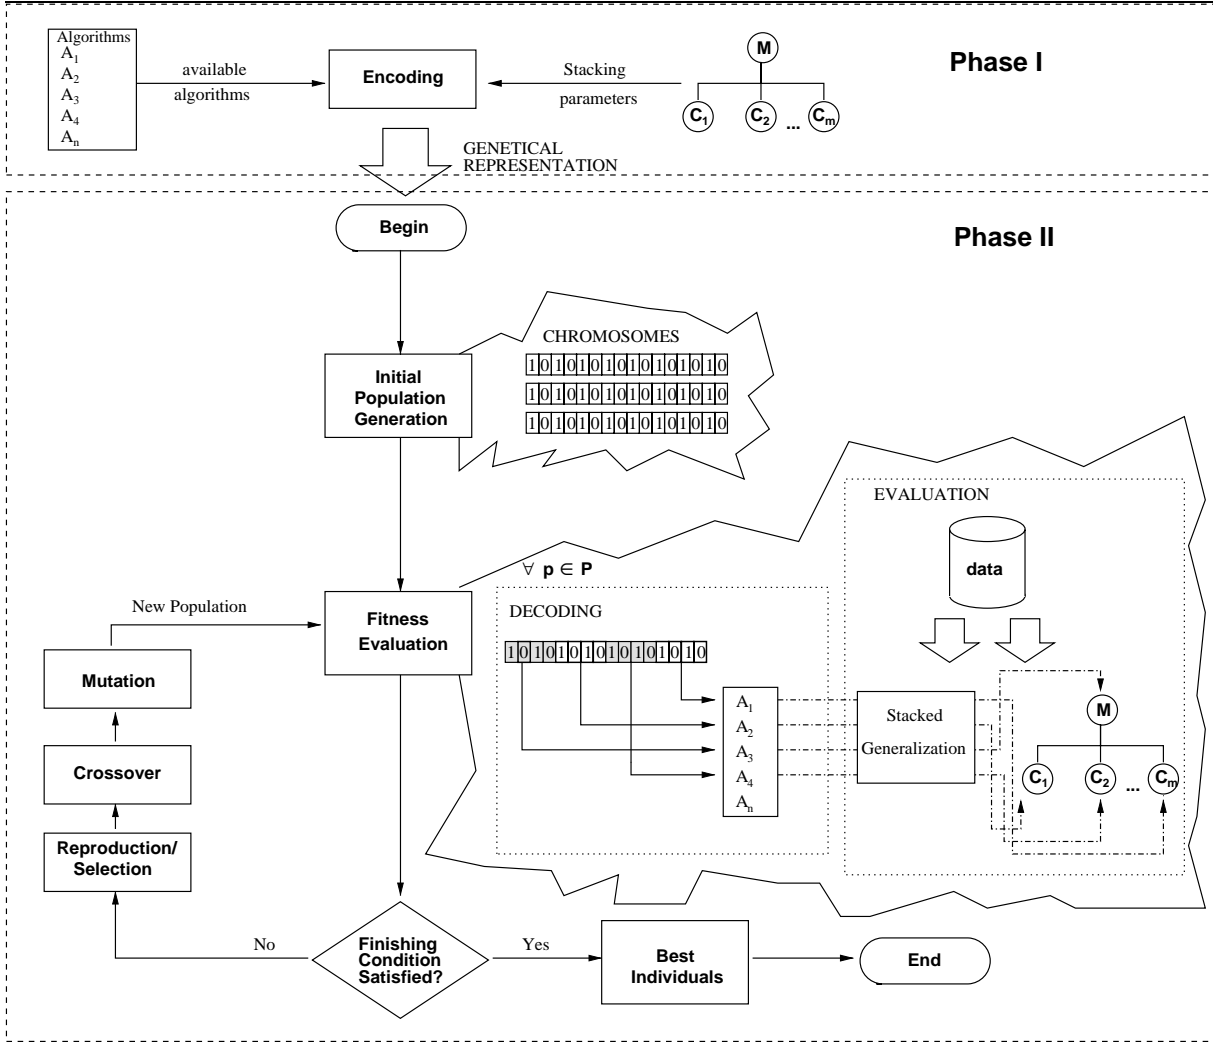 Algorithms
A1
A2
A3
A4
An
available
algorithms
Encoding
Stacking
parameters
M
C1
C2
...
Cm
Phase I
GENETICAL
REPRESENTATION
Begin
Phase II
Initial
Population
Generation
CHROMOSOMES
1010101010101010
1010101010101010
1010101010101010
EVALUATION
data
∀ p ∈ P
DECODING
1010101010101010
A1
A2
A3
A4
An
Stacked
Generalization
M
C1
C2
...
Cm
New Population
Fitness
Evaluation
Mutation
Crossover
Reproduction/
Selection
No
Finishing
Condition
Satisfied?
Yes
Best
Individuals
End